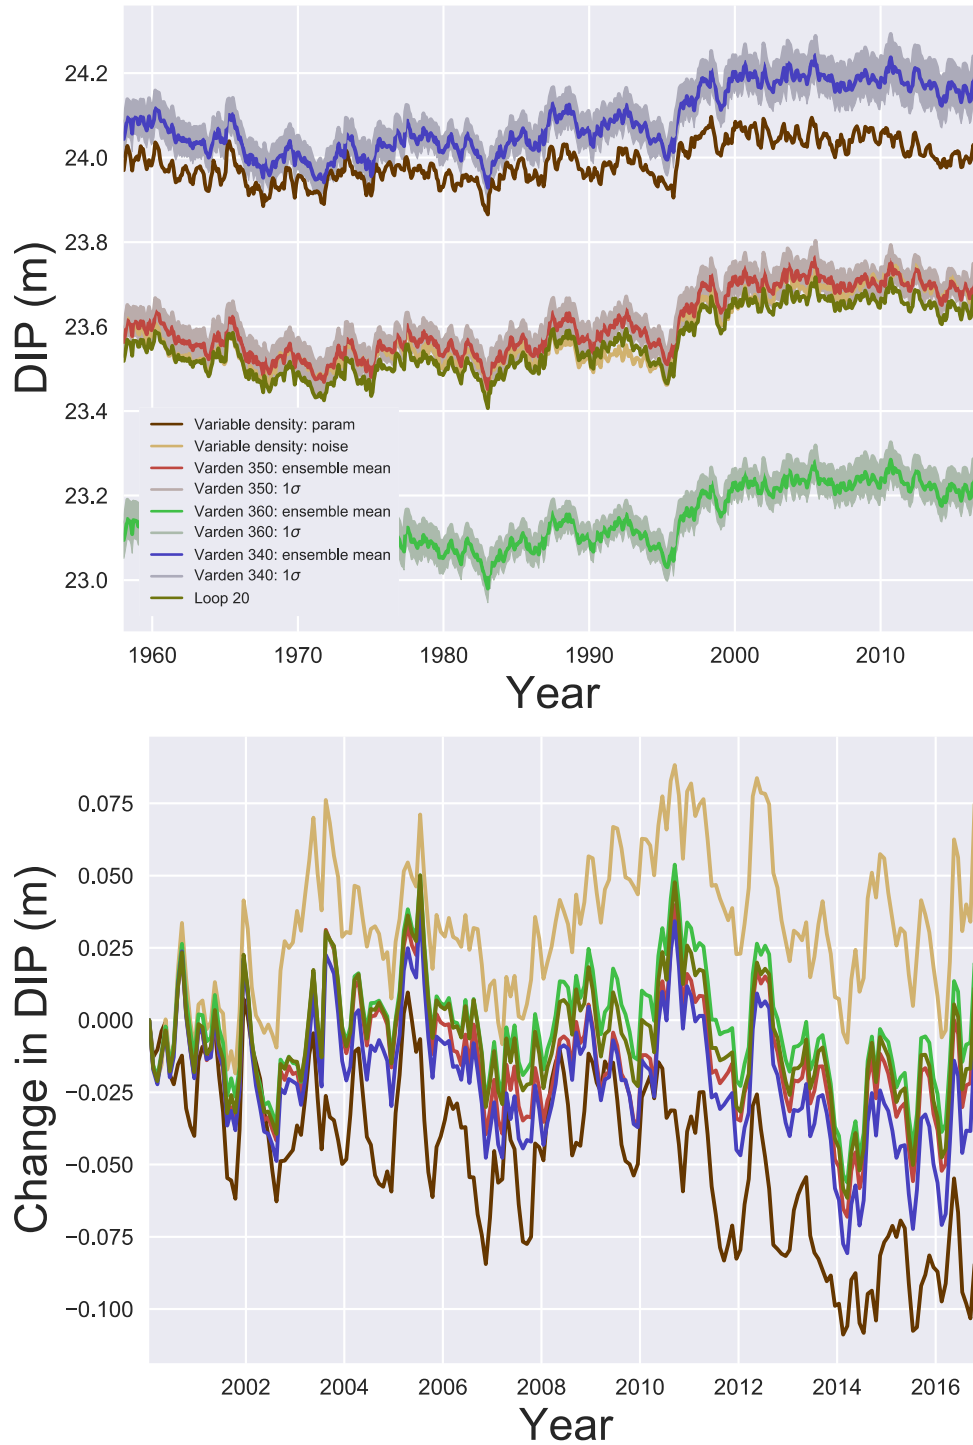 24.2
24.0
23.8
23.6
23.4
23.2
23.0
DIP (m)
Variable density: param
Variable density: noise
Varden 350: ensemble mean
Varden 350: 1σ
Varden 360: ensemble mean
Varden 360: 1σ
Varden 340: ensemble mean
Varden 340: 1σ
Loop 20
1960 1970 1980 1990 2000 2010
Year
0.075
0.050
0.025
0.000
−0.025
−0.050
−0.075
−0.100
Change in DIP (m)
2002 2004 2006 2008 2010 2012 2014 2016
Year